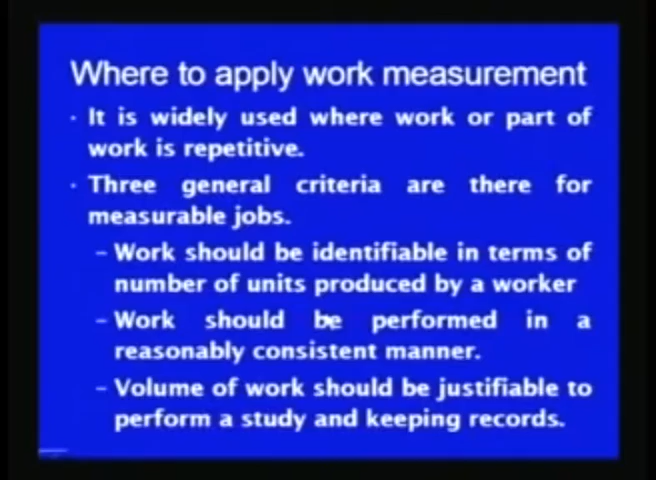 Where to apply work measurement
· It is widely used where work or part of
work is repetitive.
· Three general criteria are there for
measurable jobs.
– Work should be identifiable in terms of
number of units produced by a worker
– Work should be performed in a
reasonably consistent manner.
– Volume of work should be justifiable to
perform a study and keeping records.